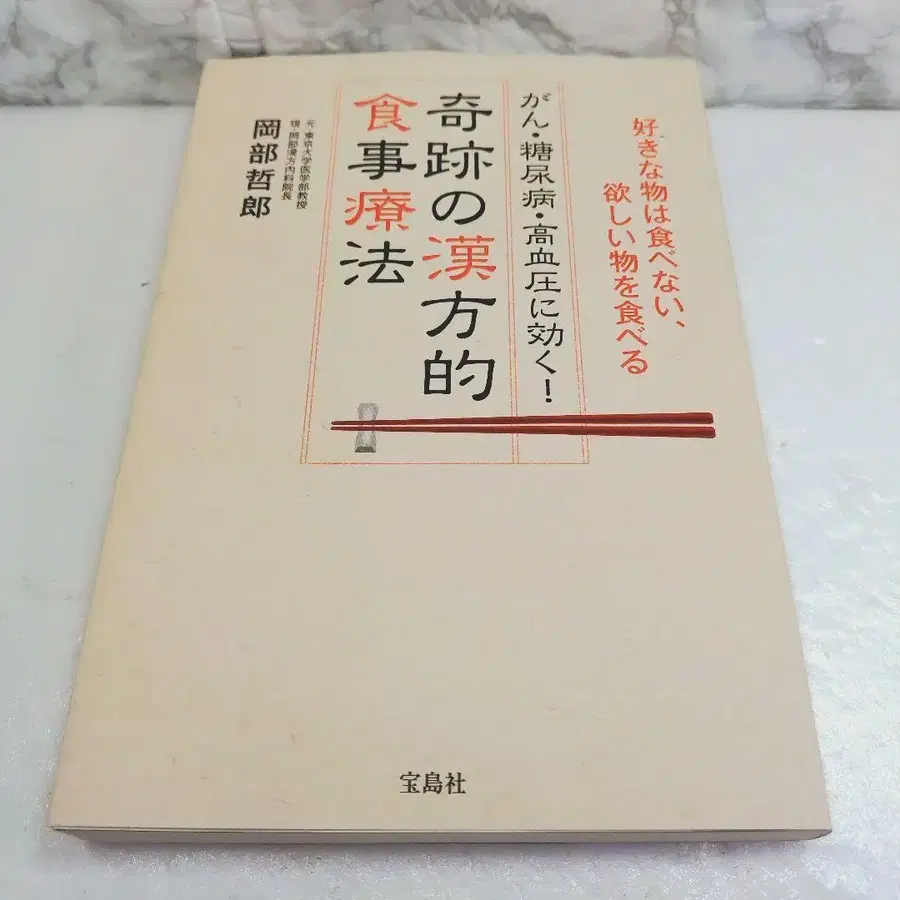 好きな物は食べない、
欲しい物を食べる
がん・糖尿病・高血圧に効く!
奇跡の漢方的
食事療法
元・東京大学医学部教授
現・岡部漢方内科院長
岡部哲郎
宝島社